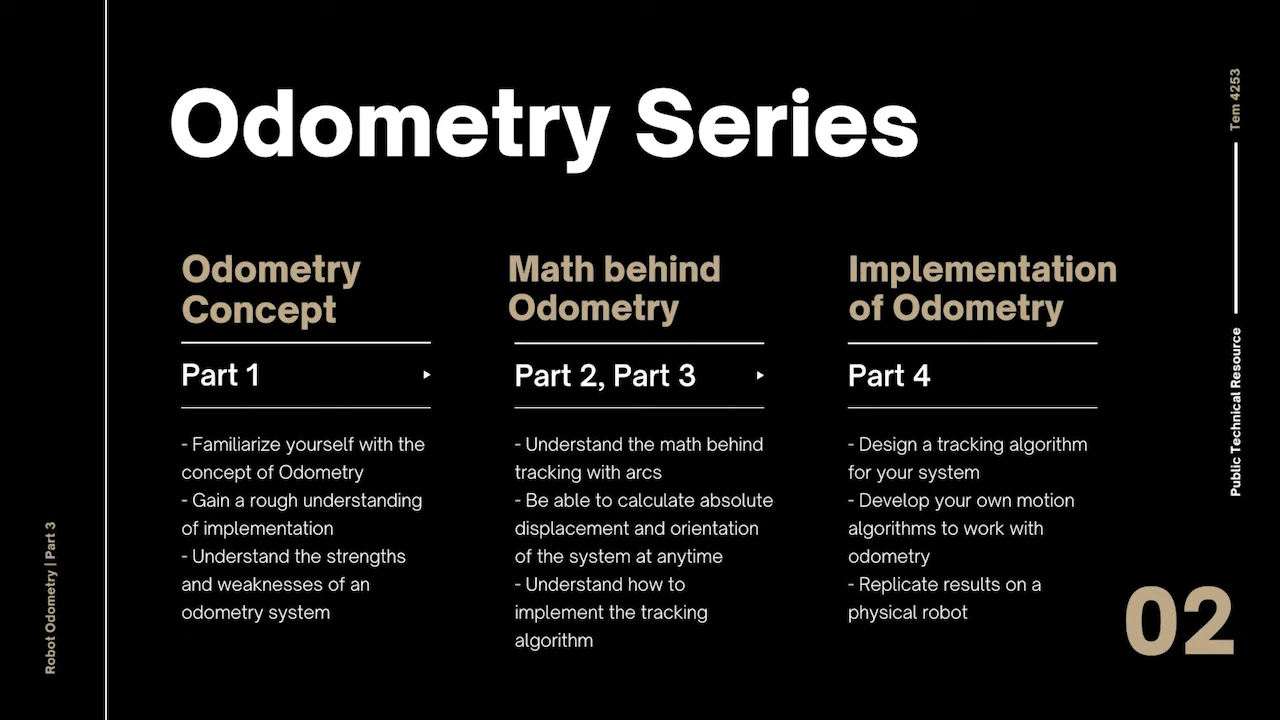 Odometry Series
Odometry
Concept
Part 1
- Familiarize yourself with the
concept of Odometry
- Gain a rough understanding
of implementation
- Understand the strengths
and weaknesses of an
odometry system
Math behind
Odometry
Part 2, Part 3
- Understand the math behind
tracking with arcs
- Be able to calculate absolute
displacement and orientation
of the system at anytime
- Understand how to
implement the tracking
algorithm
Implementation
of Odometry
Part 4
- Design a tracking algorithm
for your system
- Develop your own motion
algorithms to work with
odometry
- Replicate results on a
physical robot
Tem 4253
Public Technical Resource
Robot Odometry | Part 3
02